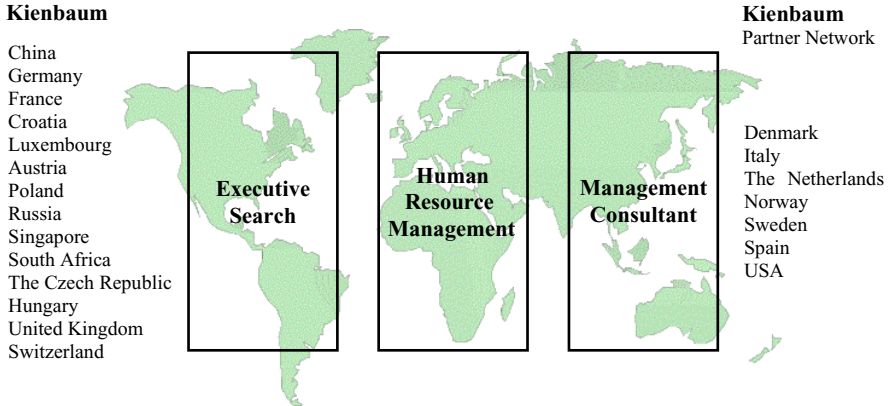 Kienbaum
China
Germany
France
Croatia
Luxembourg
Austria
Poland
Russia
Singapore
South Africa
The Czech Republic
Hungary
United Kingdom
Switzerland
Executive
Search
Human
Resource
Management
Management
Consultant
Kienbaum
Partner Network
Denmark
Italy
The Netherlands
Norway
Sweden
Spain
USA